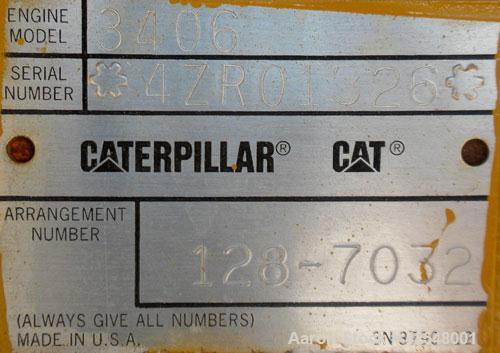 ENGINE MODEL 3406
SERIAL NUMBER *4ZR01326*
CATERPILLAR® CAT®
ARRANGEMENT NUMBER 128-7032
(ALWAYS GIVE ALL NUMBERS)
MADE IN U.S.A.